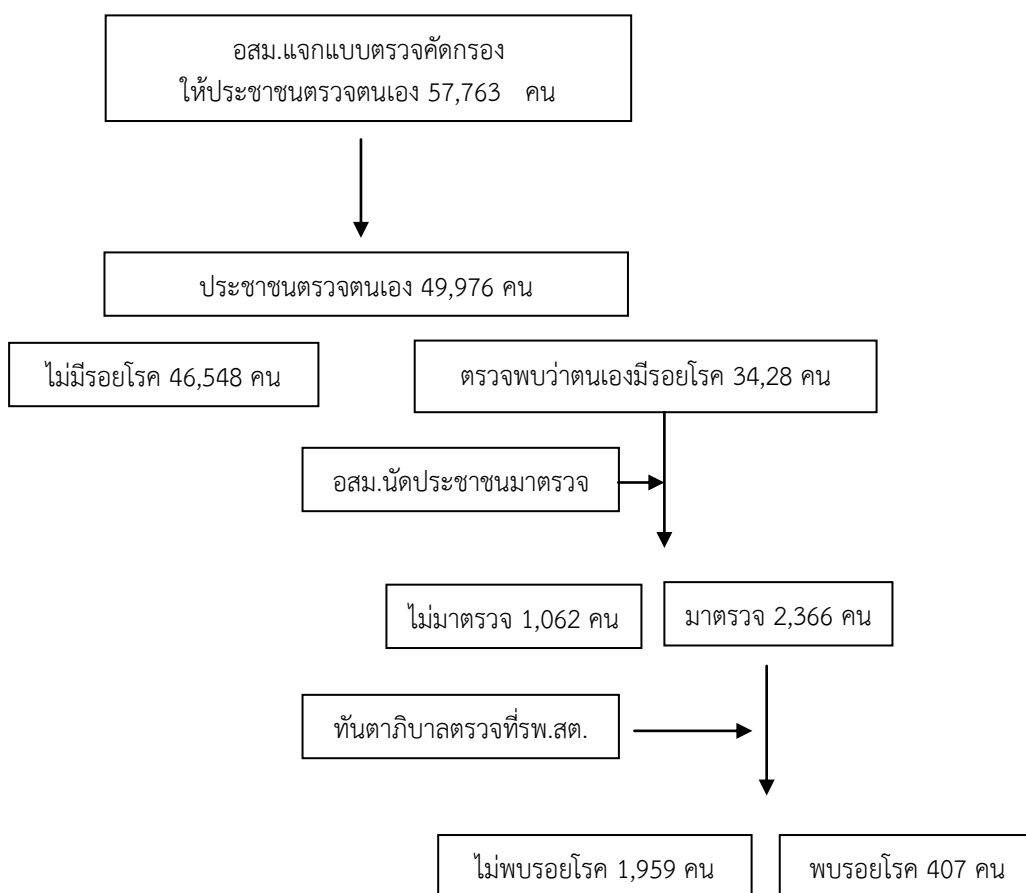 อสม.แจกแบบตรวจคัดกรอง
ให้ประชาชนตรวจตนเอง 57,763 คน
ประชาชนตรวจตนเอง 49,976 คน
ไม่มีรอยโรค 46,548 คน
ตรวจพบว่าตนเองมีรอยโรค 34,28 คน
อสม.นัดประชาชนมาตรวจ
ไม่มาตรวจ 1,062 คน
มาตรวจ 2,366 คน
ทันตาภิบาลตรวจที่รพ.สต.
ไม่พบรอยโรค 1,959 คน
พบรอยโรค 407 คน